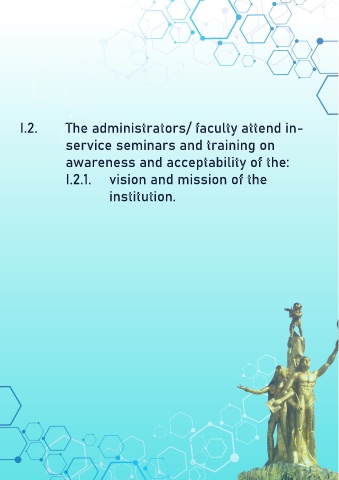 I.2. The administrators/ faculty attend in-
service seminars and training on
awareness and acceptability of the:
I.2.1. vision and mission of the
institution.